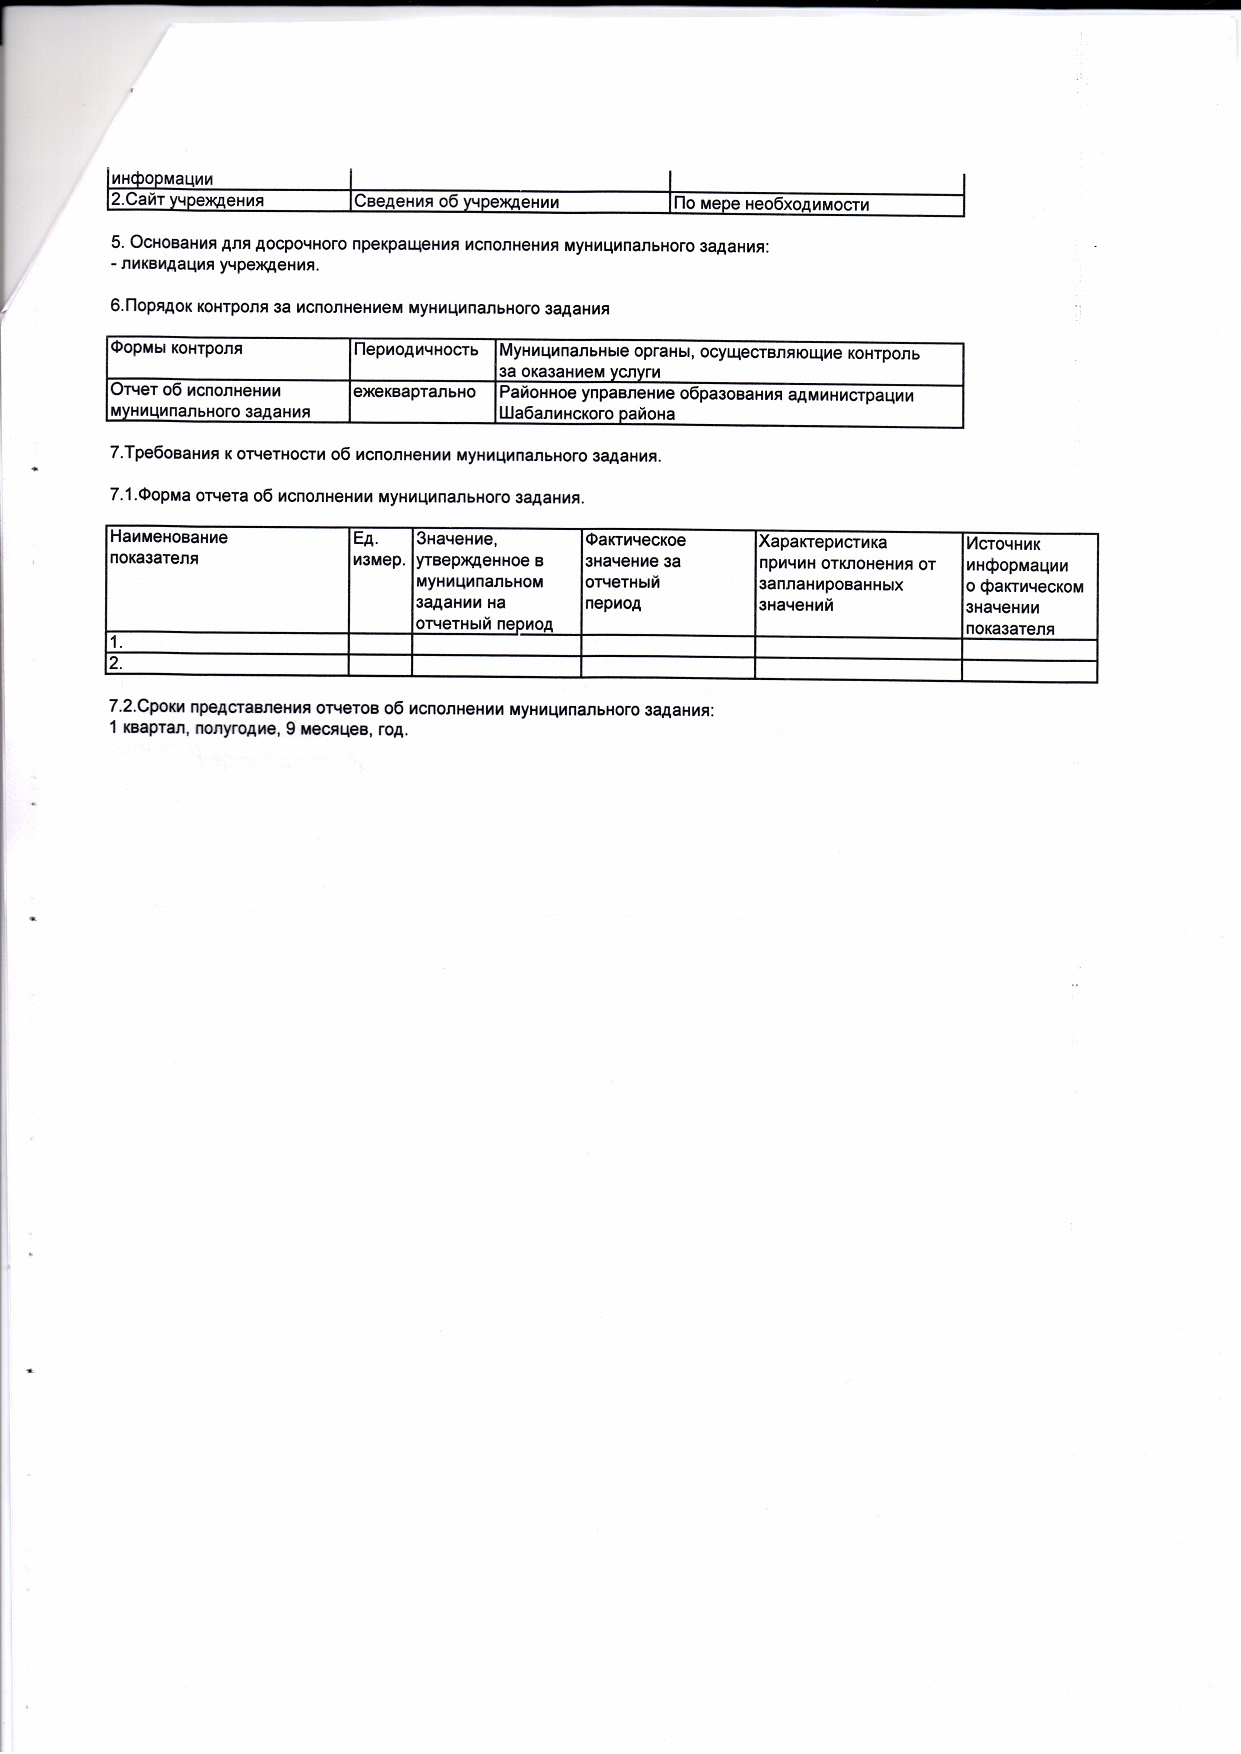 информации
2.Сайт учреждения Сведения об учреждении По мере необходимости
5. Основания для досрочного прекращения исполнения муниципального задания:
- ликвидация учреждения.
6.Порядок контроля за исполнением муниципального задания
Формы контроля Периодичность Муниципальные органы, осуществляющие контроль
за оказанием услуги
Отчет об исполнении ежеквартально Районное управление образования администрации
муниципального задания Шабалинского района
7.Требования к отчетности об исполнении муниципального задания.
7.1.Форма отчета об исполнении муниципального задания.
Наименование Ед. Значение, Фактическое Характеристика Источник
показателя измер. утвержденное в значение за причин отклонения от информации
муниципальном отчетный запланированных о фактическом
задании на период значений значении
отчетный период показателя
1.
2.
7.2.Сроки представления отчетов об исполнении муниципального задания:
1 квартал, полугодие, 9 месяцев, год.